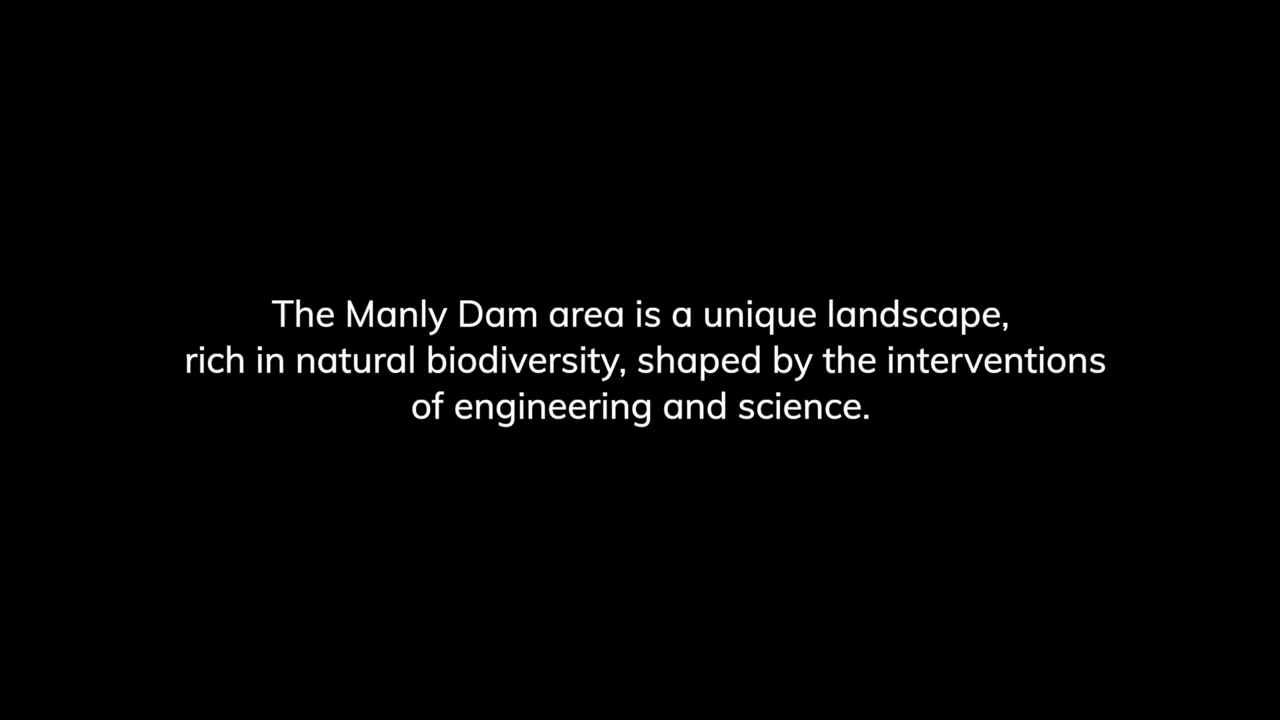 The Manly Dam area is a unique landscape,
rich in natural biodiversity, shaped by the interventions
of engineering and science.